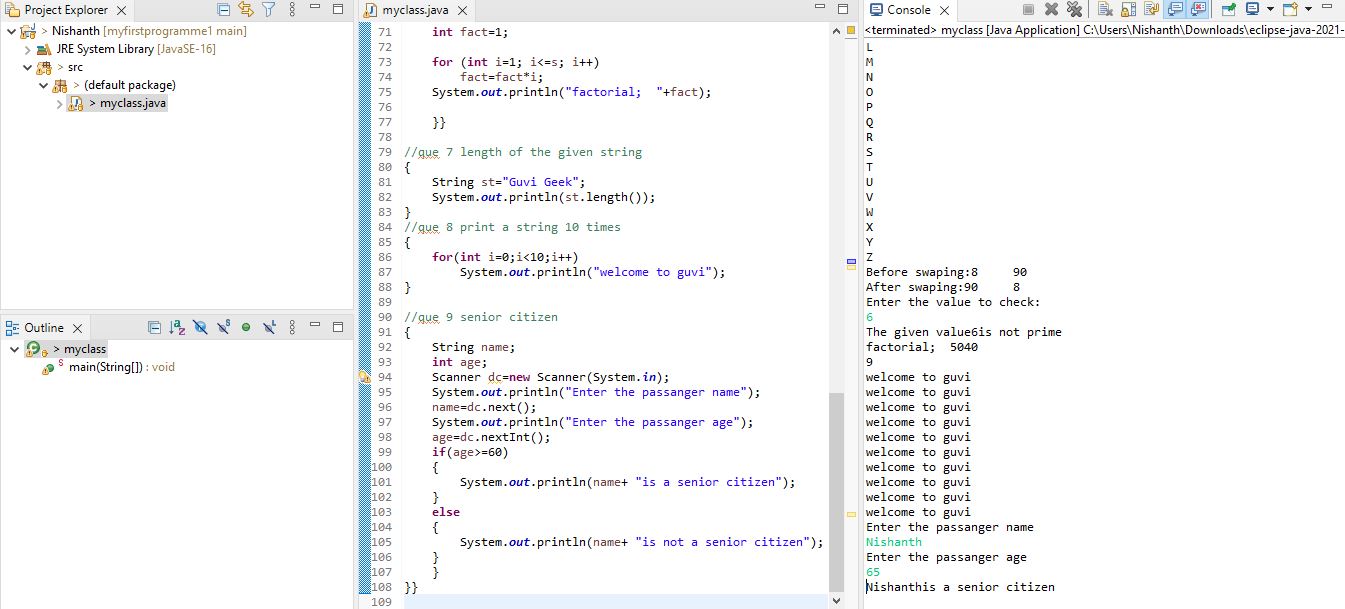 Project Explorer
> Nishanth [myfirstprogramme1 main]
JRE System Library [JavaSE-16]
> src
> (default package)
> myclass.java
Outline
> myclass
main(String[]) : void
myclass.java
71 int fact=1;
72
73 for (int i=1; i<=s; i++)
74 fact=fact*i;
75 System.out.println("factorial;  "+fact);
76
77 }}
78
79 //que 7 length of the given string
80 {
81 String st="Guvi Geek";
82 System.out.println(st.length());
83 }
84 //que 8 print a string 10 times
85 {
86 for(int i=0;i<10;i++)
87 System.out.println("welcome to guvi");
88 }
89
90 //que 9 senior citizen
91 {
92 String name;
93 int age;
94 Scanner dc=new Scanner(System.in);
95 System.out.println("Enter the passanger name");
96 name=dc.next();
97 System.out.println("Enter the passanger age");
98 age=dc.nextInt();
99 if(age>=60)
100 {
101 System.out.println(name+ "is a senior citizen");
102 }
103 else
104 {
105 System.out.println(name+ "is not a senior citizen");
106 }
107 }
108 }}
109
Console
<terminated> myclass [Java Application] C:\Users\Nishanth\Downloads\eclipse-java-2021-
L
M
N
O
P
Q
R
S
T
U
V
W
X
Y
Z
Before swaping:8     90
After swaping:90     8
Enter the value to check:
6
The given value6is not prime
factorial;  5040
9
welcome to guvi
welcome to guvi
welcome to guvi
welcome to guvi
welcome to guvi
welcome to guvi
welcome to guvi
welcome to guvi
welcome to guvi
welcome to guvi
Enter the passanger name
Nishanth
Enter the passanger age
65
Nishanthis a senior citizen